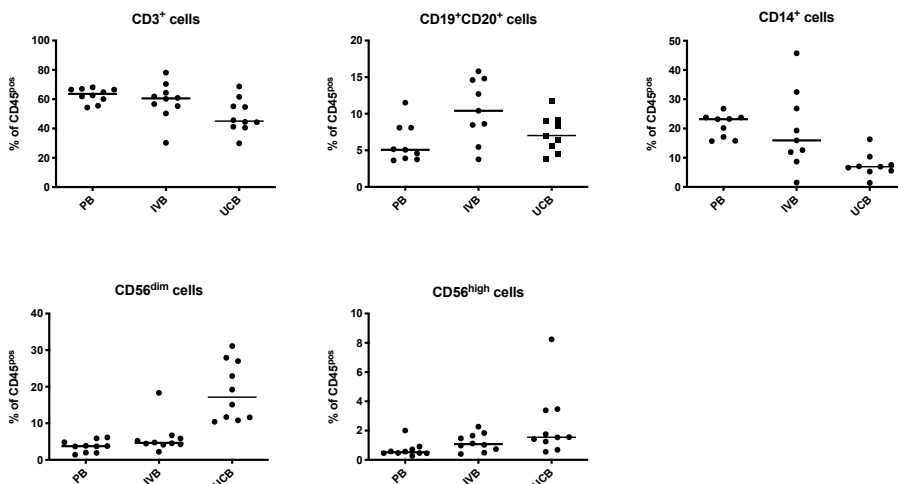 CD3⁺ cells
% of CD45ᵖᵒˢ
100
80
60
40
20
0
PB
IVB
UCB
CD19⁺CD20⁺ cells
% of CD45ᵖᵒˢ
20
15
10
5
0
PB
IVB
UCB
CD14⁺ cells
% of CD45ᵖᵒˢ
50
40
30
20
10
0
PB
IVB
UCB
CD56ᵈⁱᵐ cells
% of CD45ᵖᵒˢ
40
30
20
10
0
PB
IVB
UCB
CD56ʰⁱᵍʰ cells
% of CD45ᵖᵒˢ
10
8
6
4
2
0
PB
IVB
UCB